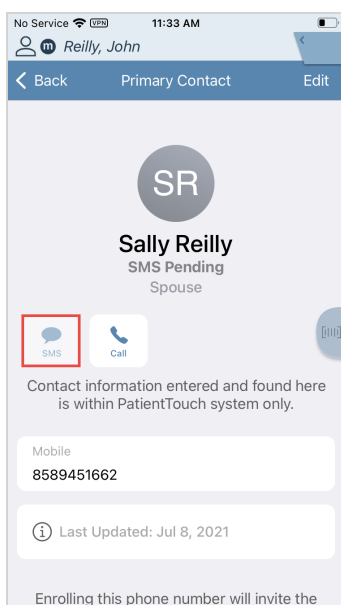 No Service VPN 11:33 AM
m Reilly, John
Back Primary Contact Edit
SR
Sally Reilly
SMS Pending
Spouse
SMS Call
Contact information entered and found here
is within PatientTouch system only.
Mobile
8589451662
i Last Updated: Jul 8, 2021
Enrolling this phone number will invite the